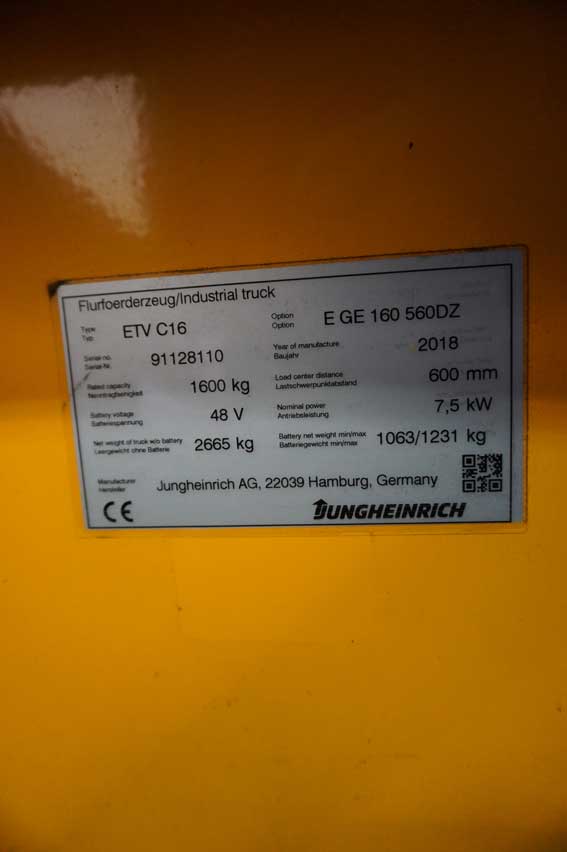 Flurfoerderzeug/Industrial truck
Type ETV C16 Option E GE 160 560DZ
Typ Option
Serial-no. 91128110 Year of manufacture 2018
Serial-Nr. Baujahr
Rated capacity 1600 kg Load center distance 600 mm
Nenntragfaehigkeit Lastschwerpunktabstand
Battery voltage 48 V Nominal power 7,5 kW
Batteriespannung Antriebsleistung
Net weight of truck w/o battery 2665 kg Battery net weight min/max 1063/1231 kg
Leergewicht ohne Batterie Batteriegewicht min/max
Manufacturer Jungheinrich AG, 22039 Hamburg, Germany
Hersteller
CE JUNGHEINRICH